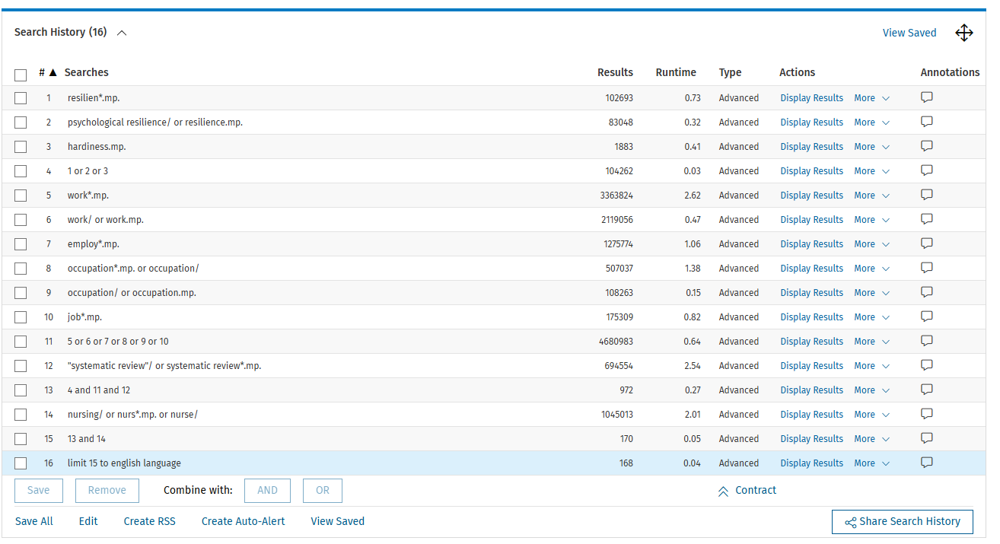 Search History (16) View Saved
# ▲ Searches Results Runtime Type Actions Annotations
1 resilien*.mp. 102693 0.73 Advanced Display Results More
2 psychological resilience/ or resilience.mp. 83048 0.32 Advanced Display Results More
3 hardiness.mp. 1883 0.41 Advanced Display Results More
4 1 or 2 or 3 104262 0.03 Advanced Display Results More
5 work*.mp. 3363824 2.62 Advanced Display Results More
6 work/ or work.mp. 2119056 0.47 Advanced Display Results More
7 employ*.mp. 1275774 1.06 Advanced Display Results More
8 occupation*.mp. or occupation/ 507037 1.38 Advanced Display Results More
9 occupation/ or occupation.mp. 108263 0.15 Advanced Display Results More
10 job*.mp. 175309 0.82 Advanced Display Results More
11 5 or 6 or 7 or 8 or 9 or 10 4680983 0.64 Advanced Display Results More
12 "systematic review"/ or systematic review*.mp. 694554 2.54 Advanced Display Results More
13 4 and 11 and 12 972 0.27 Advanced Display Results More
14 nursing/ or nurs*.mp. or nurse/ 1045013 2.01 Advanced Display Results More
15 13 and 14 170 0.05 Advanced Display Results More
16 limit 15 to english language 168 0.04 Advanced Display Results More
Save Remove Combine with: AND OR Contract
Save All Edit Create RSS Create Auto-Alert View Saved Share Search History